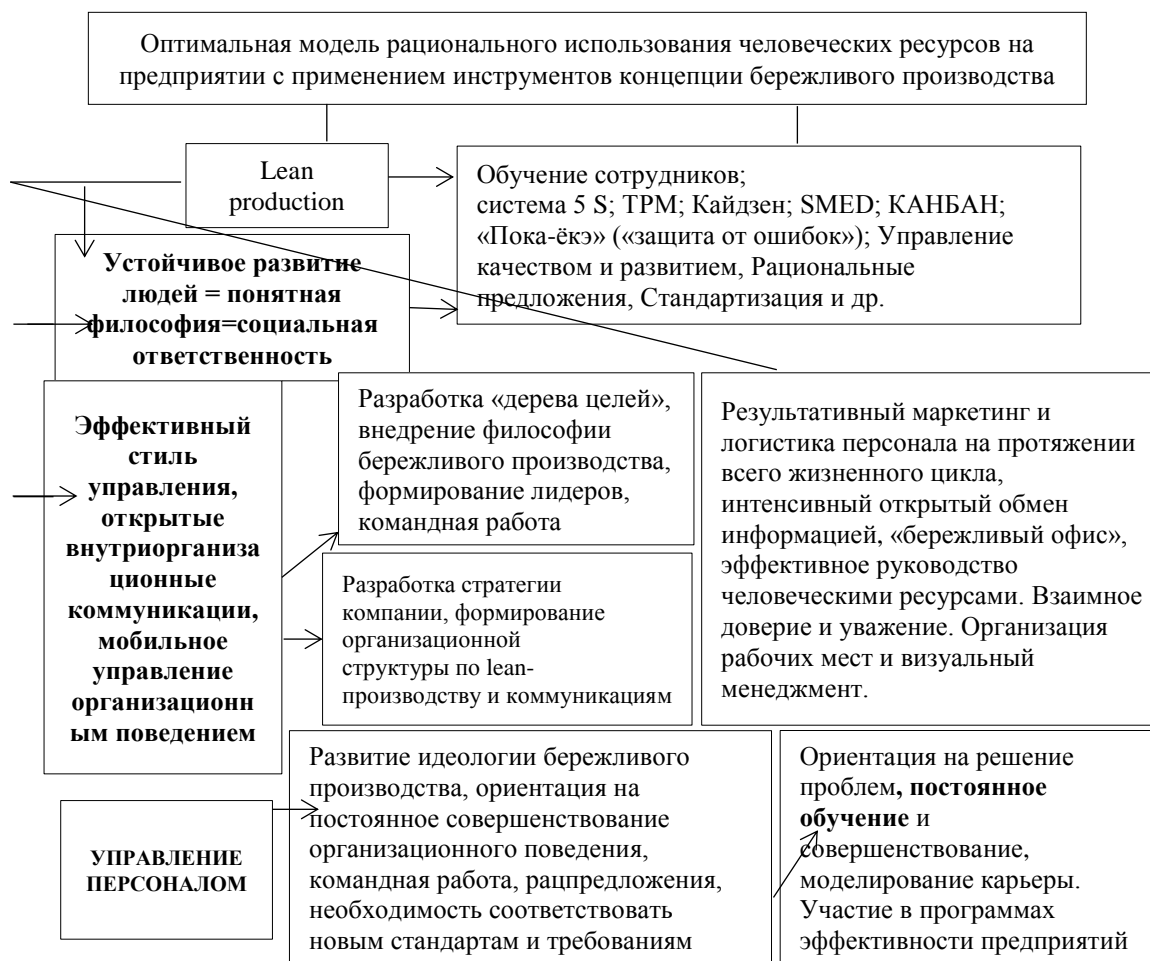 Оптимальная модель рационального использования человеческих ресурсов на
предприятии с применением инструментов концепции бережливого производства
Lean
production
Обучение сотрудников;
система 5 S; ТРМ; Кайдзен; SMED; КАНБАН;
«Пока-ёкэ» («защита от ошибок»); Управление
качеством и развитием, Рациональные
предложения, Стандартизация и др.
Устойчивое развитие
людей = понятная
философия=социальная
ответственность
Эффективный
стиль
управления,
открытые
внутриорганиза
ционные
коммуникации,
мобильное
управление
организационн
ым поведением
Разработка «дерева целей»,
внедрение философии
бережливого производства,
формирование лидеров,
командная работа
Разработка стратегии
компании, формирование
организационной
структуры по lean-
производству и коммуникациям
Результативный маркетинг и
логистика персонала на протяжении
всего жизненного цикла,
интенсивный открытый обмен
информацией, «бережливый офис»,
эффективное руководство
человеческими ресурсами. Взаимное
доверие и уважение. Организация
рабочих мест и визуальный
менеджмент.
УПРАВЛЕНИЕ
ПЕРСОНАЛОМ
Развитие идеологии бережливого
производства, ориентация на
постоянное совершенствование
организационного поведения,
командная работа, рацпредложения,
необходимость соответствовать
новым стандартам и требованиям
Ориентация на решение
проблем, постоянное
обучение и
совершенствование,
моделирование карьеры.
Участие в программах
эффективности предприятий